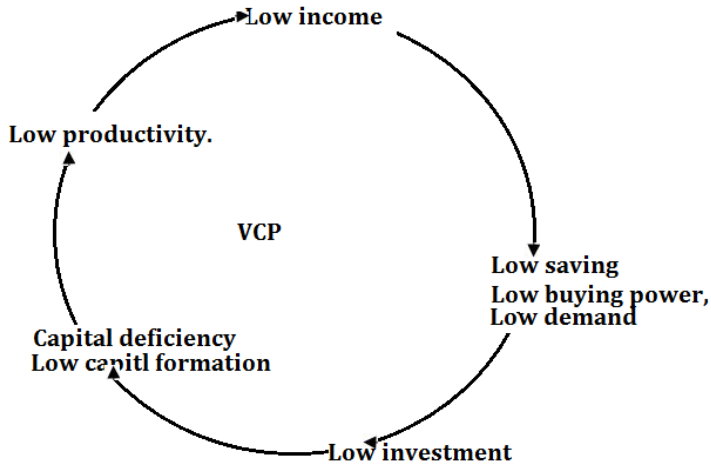 Low income
Low productivity.
VCP
Low saving
Low buying power,
Low demand
Capital deficiency
Low capitl formation
Low investment